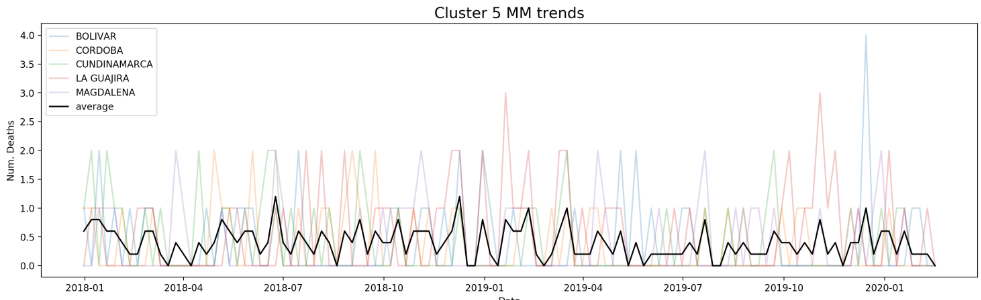 Cluster 5 MM trends
BOLIVAR
CORDOBA
CUNDINAMARCA
LA GUAJIRA
MAGDALENA
average
Num. Deaths
4.0
3.5
3.0
2.5
2.0
1.5
1.0
0.5
0.0
2018-01
2018-04
2018-07
2018-10
2019-01
2019-04
2019-07
2019-10
2020-01